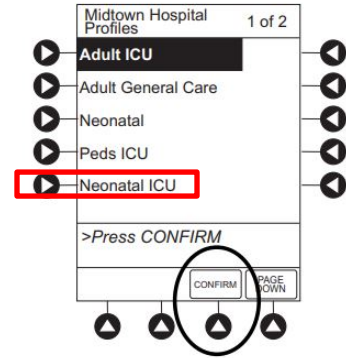 Midtown Hospital
Profiles
1 of 2
Adult ICU
Adult General Care
Neonatal
Peds ICU
Neonatal ICU
>Press CONFIRM
CONFIRM
PAGE
DOWN